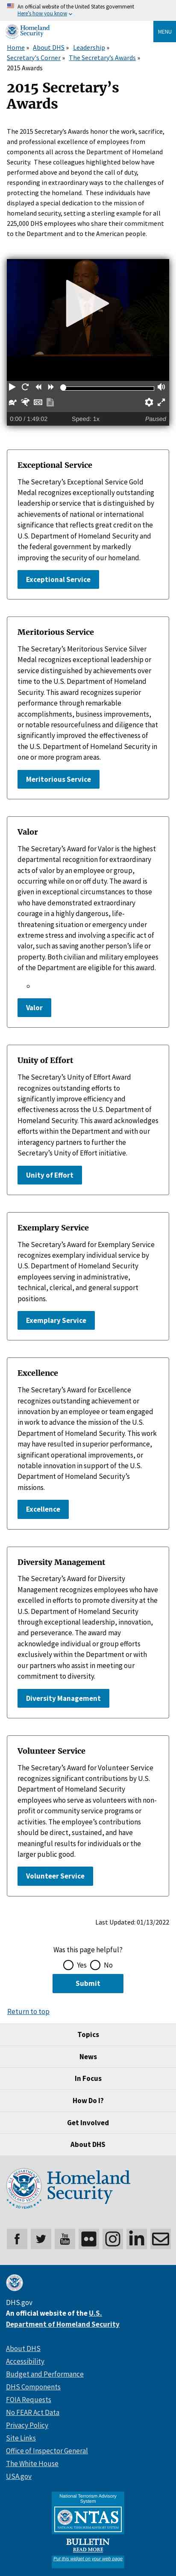 An official website of the United States government
Here's how you know
Homeland
Security
MENU
Home » About DHS » Leadership »
Secretary's Corner » The Secretary's Awards »
2015 Awards
2015 Secretary's
Awards
The 2015 Secretary's Awards honor the work, sacrifice,
and professional excellence of employees from
across all components of the Department of Homeland
Security. These employees have performed
above and well beyond the call of duty,
responding in extraordinary ways to the challenges of
protecting the homeland. These individuals
displayed a special dedication to the mission of
homeland security, setting a sterling example for all
225,000 DHS employees who share their commitment
to the Department and to the American people.
0:00 / 1:49:02 Speed: 1x Paused
Exceptional Service
The Secretary's Exceptional Service Gold
Medal recognizes exceptionally outstanding
leadership or service that is distinguished by
achievements of marked national or
international significance that reflects great credit on
the U.S. Department of Homeland Security and
the federal government by markedly
improving the security of our homeland.
Exceptional Service
Meritorious Service
The Secretary's Meritorious Service Silver
Medal recognizes exceptional leadership or
service distinguished by achievements over
time to the U.S. Department of Homeland
Security. This award recognizes superior
performance through remarkable
accomplishments, business improvements,
or notable resourcefulness and diligence that
significantly improved the effectiveness of
the U.S. Department of Homeland Security in
one or more program areas.
Meritorious Service
Valor
The Secretary's Award for Valor is the highest
departmental recognition for extraordinary
acts of valor by an employee or group,
occurring while on or off duty. The award is
given based on the circumstances to those
who have demonstrated extraordinary
courage in a highly dangerous, life-
threatening situation or emergency under
extreme stress and involving a specific act of
valor, such as saving another person's life or
property. Both civilian and military employees
of the Department are eligible for this award.
Valor
Unity of Effort
The Secretary's Unity of Effort Award
recognizes outstanding efforts to
significantly improve efficiency and
effectiveness across the U.S. Department of
Homeland Security. This award acknowledges
efforts within the Department and with our
interagency partners to further the
Secretary's Unity of Effort initiative.
Unity of Effort
Exemplary Service
The Secretary's Award for Exemplary Service
recognizes exemplary individual service by
U.S. Department of Homeland Security
employees serving in administrative,
technical, clerical, and general support
positions.
Exemplary Service
Excellence
The Secretary's Award for Excellence
recognizes an outstanding achievement or
innovation by an employee or team engaged
in work to advance the mission of the U.S.
Department of Homeland Security. This work
may have resulted in superior performance,
significant operational improvements, or
notable innovation in support of the U.S.
Department of Homeland Security's
missions.
Excellence
Diversity Management
The Secretary's Award for Diversity
Management recognizes employees who have
excelled in efforts to promote diversity at the
U.S. Department of Homeland Security
through leadership, innovation,
and perseverance. The award may
acknowledge individual or group efforts
exclusively within the Department or with
our partners who assist us in meeting our
commitment to diversity.
Diversity Management
Volunteer Service
The Secretary's Award for Volunteer Service
recognizes significant contributions by U.S.
Department of Homeland Security
employees who serve as volunteers with non-
profit or community service programs and
activities. The employee's contributions
should be direct, sustained, and have
meaningful results for individuals or the
larger public good.
Volunteer Service
Last Updated: 01/13/2022
Was this page helpful?
Yes No
Submit
Return to top
Topics
News
In Focus
How Do I?
Get Involved
About DHS
Homeland
Security
DHS.gov
An official website of the U.S.
Department of Homeland Security
About DHS
Accessibility
Budget and Performance
DHS Components
FOIA Requests
No FEAR Act Data
Privacy Policy
Site Links
Office of Inspector General
The White House
USA.gov
National Terrorism Advisory
System
NTAS
BULLETIN
READ MORE
Put this widget on your web page